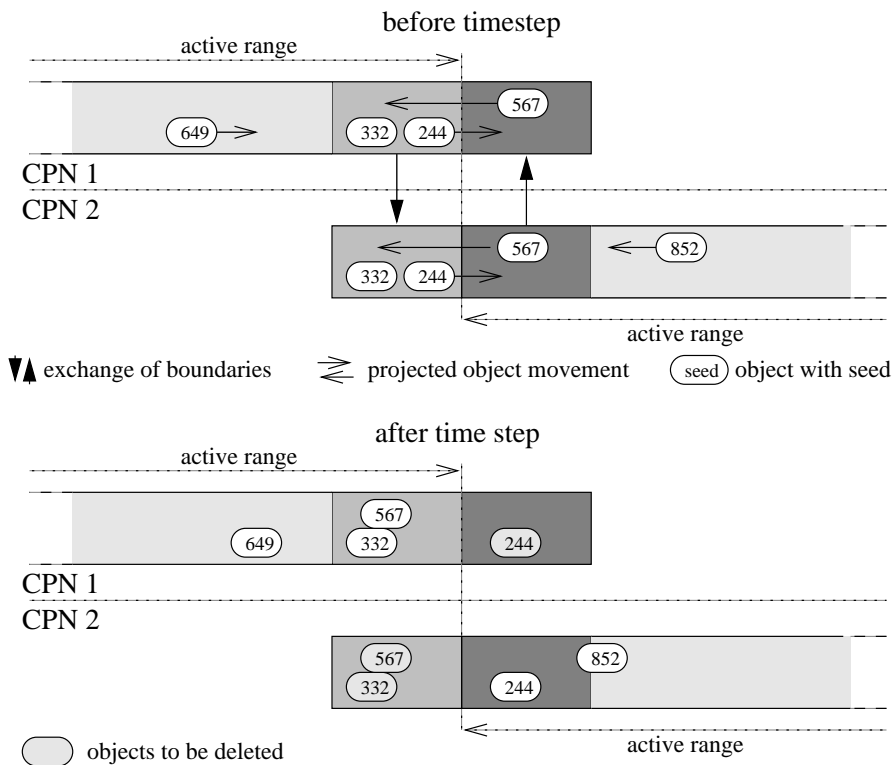 before timestep
active range
567
649
332 244
CPN 1
CPN 2
567 852
332 244
active range
exchange of boundaries projected object movement seed object with seed
after time step
active range
567
649 332 244
CPN 1
CPN 2
567 852
332 244
active range
objects to be deleted